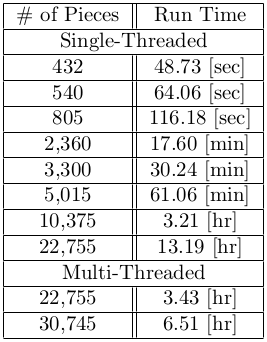 # of Pieces Run Time
Single-Threaded
432 48.73 [sec]
540 64.06 [sec]
805 116.18 [sec]
2,360 17.60 [min]
3,300 30.24 [min]
5,015 61.06 [min]
10,375 3.21 [hr]
22,755 13.19 [hr]
Multi-Threaded
22,755 3.43 [hr]
30,745 6.51 [hr]